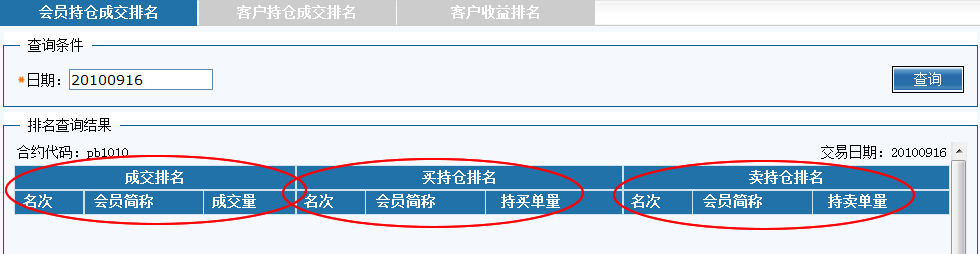 会员持仓成交排名 客户持仓成交排名 客户收益排名
查询条件
*日期：20100916 查询
排名查询结果
合约代码：pb1010 交易日期：20100916
成交排名 买持仓排名 卖持仓排名
名次 会员简称 成交量 名次 会员简称 持买单量 名次 会员简称 持卖单量